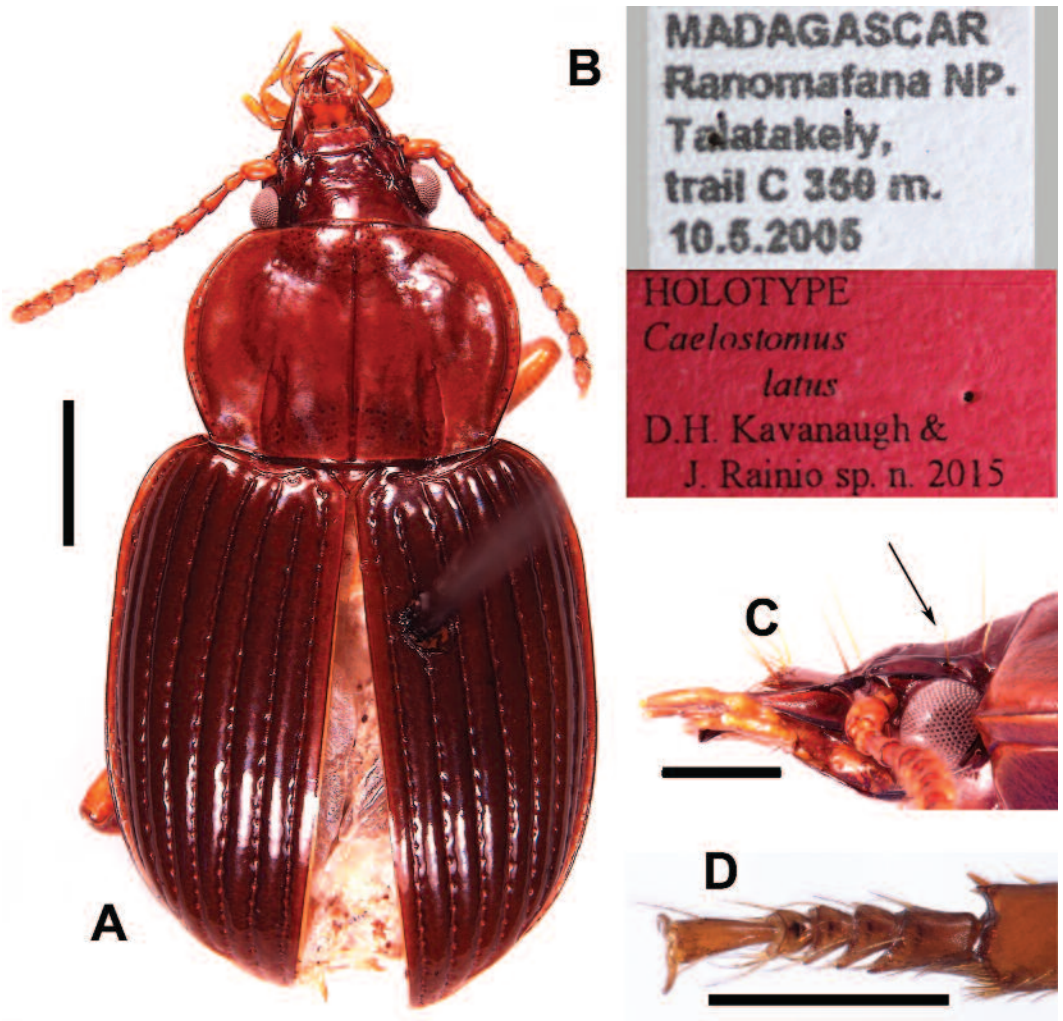 B
MADAGASCAR
Ranomafana NP.
Talatakely,
trail C 350 m.
10.5.2005
HOLOTYPE
Caelostomus
latus
D.H. Kavanaugh &
J. Rainio sp. n. 2015
C
D
A